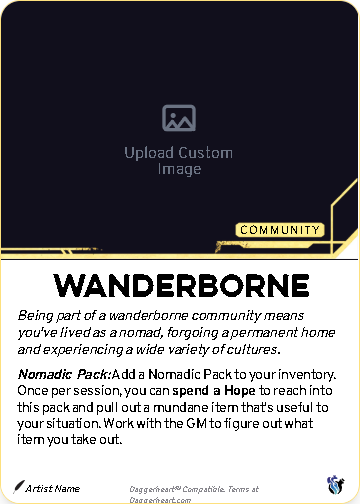 Upload Custom
Image
COMMUNITY
WANDERBORNE
Being part of a wanderborne community means
you've lived as a nomad, forgoing a permanent home
and experiencing a wide variety of cultures.
Nomadic Pack: Add a Nomadic Pack to your inventory.
Once per session, you can spend a Hope to reach into
this pack and pull out a mundane item that's useful to
your situation. Work with the GM to figure out what
item you take out.
Artist Name
Daggerheart™ Compatible. Terms at
Daggerheart.com